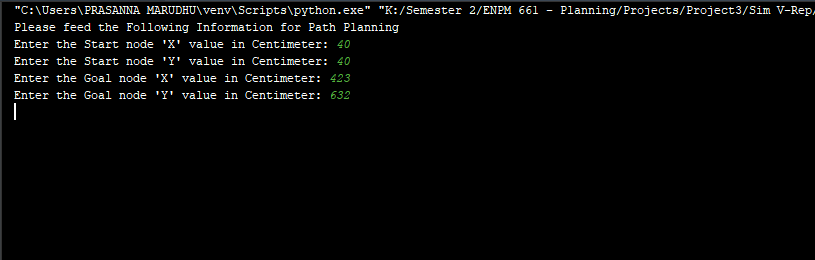 "C:\Users\PRASANNA MARUDHU\venv\Scripts\python.exe" "K:/Semester 2/ENPM 661 - Planning/Projects/Project3/Sim V-Rep/
Please feed the Following Information for Path Planning
Enter the Start node 'X' value in Centimeter: 40
Enter the Start node 'Y' value in Centimeter: 40
Enter the Goal node 'X' value in Centimeter: 423
Enter the Goal node 'Y' value in Centimeter: 632